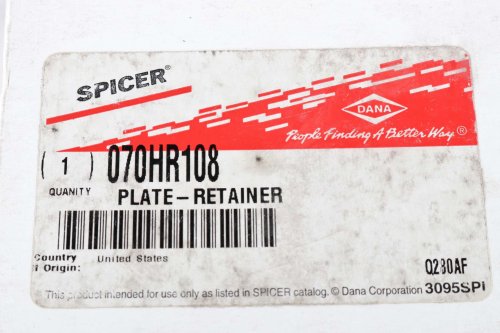 SPICER®
DANA
People Finding A Better Way®
( 1 ) 070HR108
QUANITY PLATE-RETAINER
Country United States
Origin:
Q280AF
This product intended for use only as listed in SPICER catalog. © Dana Corporation 3095SPI